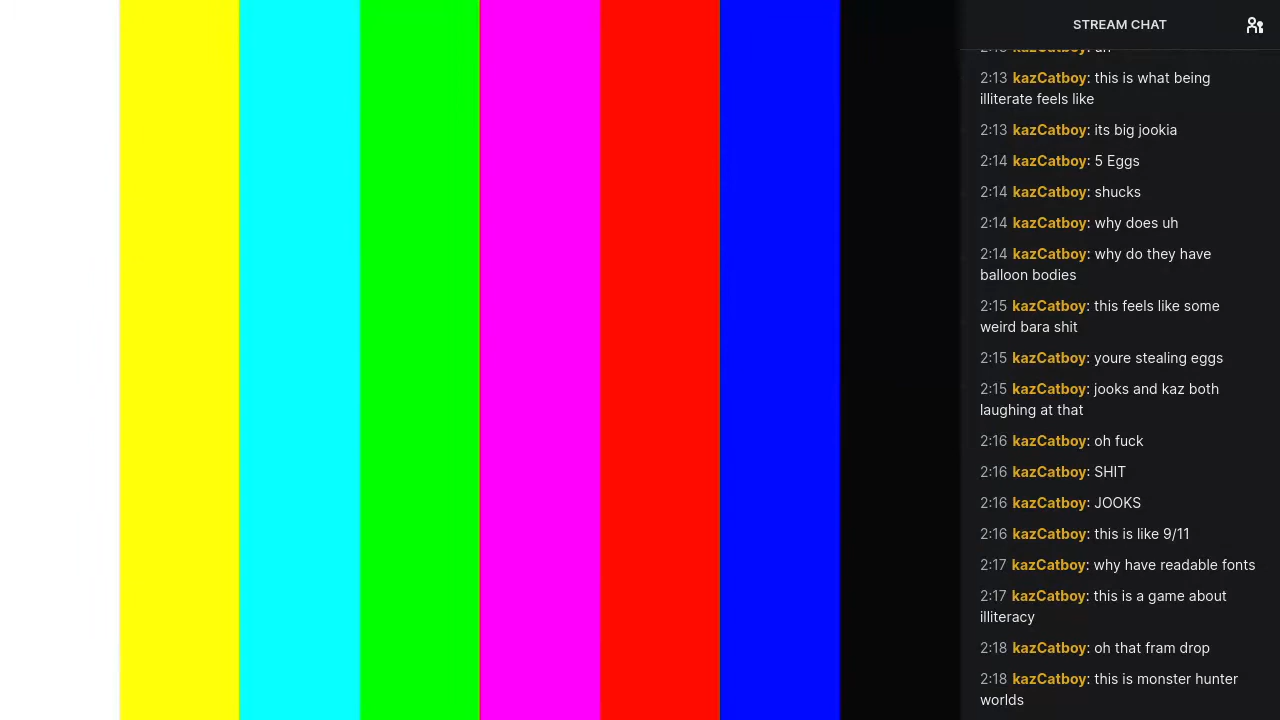 STREAM CHAT
2:13 kazCatboy: this is what being
illiterate feels like
2:13 kazCatboy: its big jookia
2:14 kazCatboy: 5 Eggs
2:14 kazCatboy: shucks
2:14 kazCatboy: why does uh
2:14 kazCatboy: why do they have
balloon bodies
2:15 kazCatboy: this feels like some
weird bara shit
2:15 kazCatboy: youre stealing eggs
2:15 kazCatboy: jooks and kaz both
laughing at that
2:16 kazCatboy: oh fuck
2:16 kazCatboy: SHIT
2:16 kazCatboy: JOOKS
2:16 kazCatboy: this is like 9/11
2:17 kazCatboy: why have readable fonts
2:17 kazCatboy: this is a game about
illiteracy
2:18 kazCatboy: oh that fram drop
2:18 kazCatboy: this is monster hunter
worlds